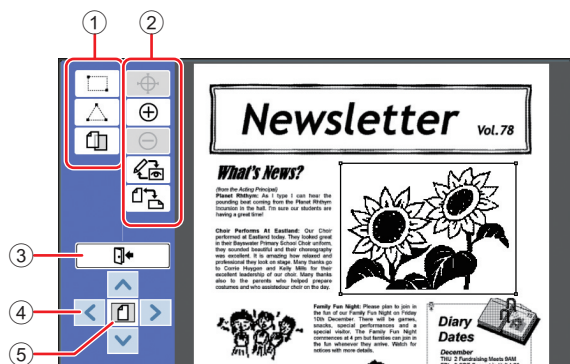 1
2
3
4
5
Newsletter Vol. 78
What's News?
(from the Acting Principal)
Planet Rhthym: As I type I can hear the
pounding beat coming from the Planet Rhythm
Incursion in the hall. I'm sure our students are
having a great time!
Choir Performs At Eastland: Our Choir
performed at Eastland today. They looked great
in their Bayswater Primary School Choir uniform,
they sounded beautiful and their choreography
was excellent. It is amazing how relaxed and
professional they look on stage. Many thanks go
to Corrie Huygon and Kelly Mills for their
excellent leadership of our choir. Many thanks
also to the parents who helped prepare
costumes and who assistedour choir on the day.
Family Fun Night: Please plan to join in
the fun of our Family Fun Night on Friday
10th December. There will be games,
snacks, special performances and a
special visitor. The Family Fun Night
commences at 4 pm but families can join in
the fun whenever they arrive. Watch for
notices with more details.
Diary
Dates
December
THU 2 Fundraising Meets 9AM